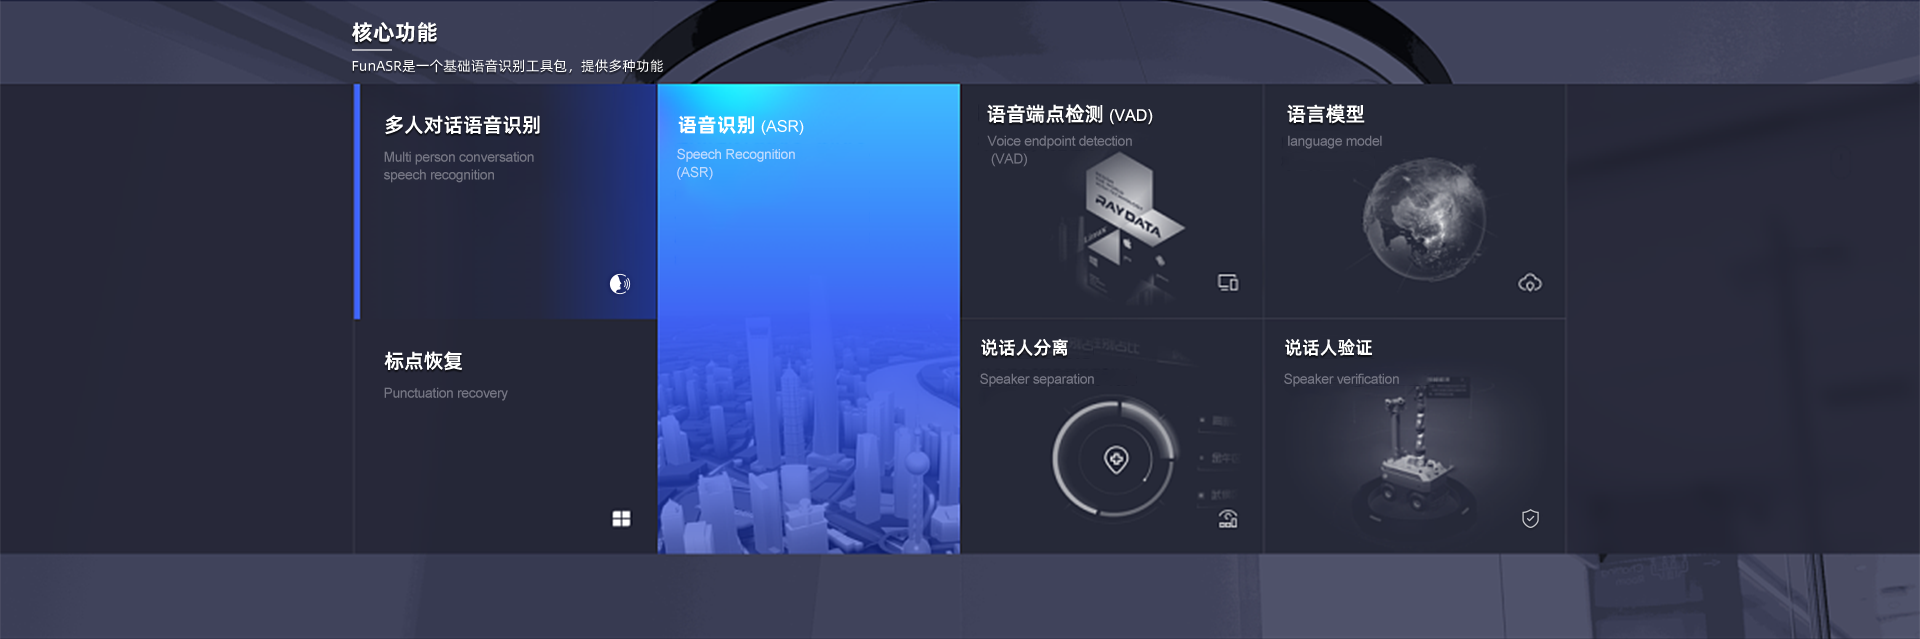 核心功能
FunASR是一个基础语音识别工具包，提供多种功能
多人对话语音识别
Multi person conversation
speech recognition
语音识别 (ASR)
Speech Recognition
(ASR)
语音端点检测 (VAD)
Voice endpoint detection
(VAD)
RAYDATA
语言模型
language model
标点恢复
Punctuation recovery
说话人分离
Speaker separation
说话人验证
Speaker verification